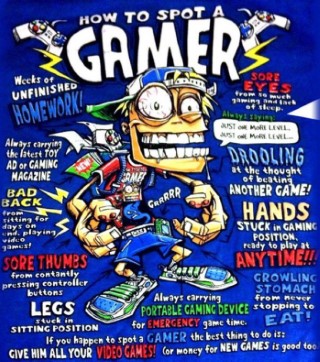 HOW TO SPOT A
GAMER
Weeks of
UNFINISHED
HOMEWORK!
SORE
EYES
from so much
gaming and lack
of sleep.
Always saying:
JUST ONE MORE LEVEL...
JUST ONE MORE LEVEL...
Always carrying
the latest TOY
AD or GAMING
MAGAZINE
DROOLING
at the thought
of beating
ANOTHER GAME!
BAD
BACK
from
sitting for
days on
end, playing
video
games!
GRRRR
HANDS
STUCK in GAMING
POSITION,
ready to play at
ANYTIME!!!
SORE THUMBS
from contantly
pressing controller
buttons
GROWLING
STOMACH
from never
stopping to
EAT!
LEGS
stuck in
SITTING POSITION
Always carrying
PORTABLE GAMING DEVICE
for EMERGENCY game time.
If you happen to spot a GAMER the best thing to do is:
GIVE HIM ALL YOUR VIDEO GAMES! (or money for NEW GAMES is good too